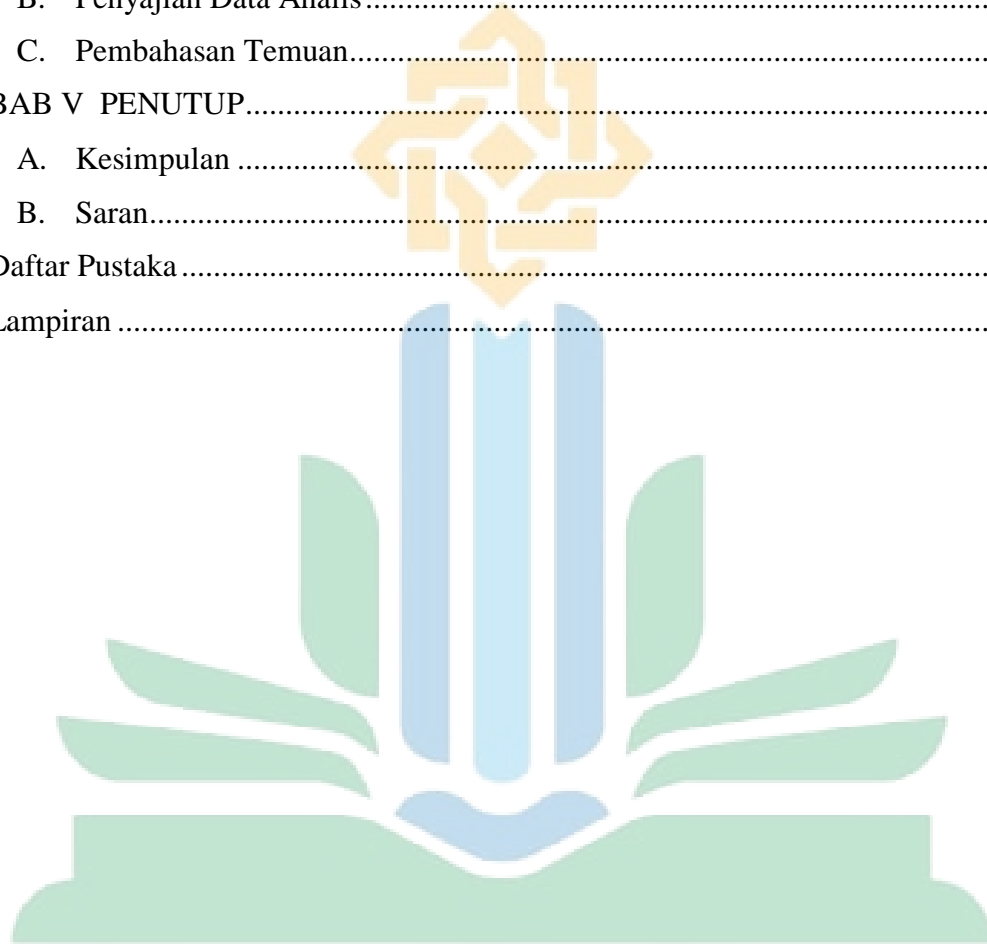 B. Penyajian Data Analis........................................................................
C. Pembahasan Temuan........................................................................
BAB V PENUTUP........................................................................
A. Kesimpulan ........................................................................
B. Saran........................................................................
Daftar Pustaka ........................................................................
Lampiran ........................................................................